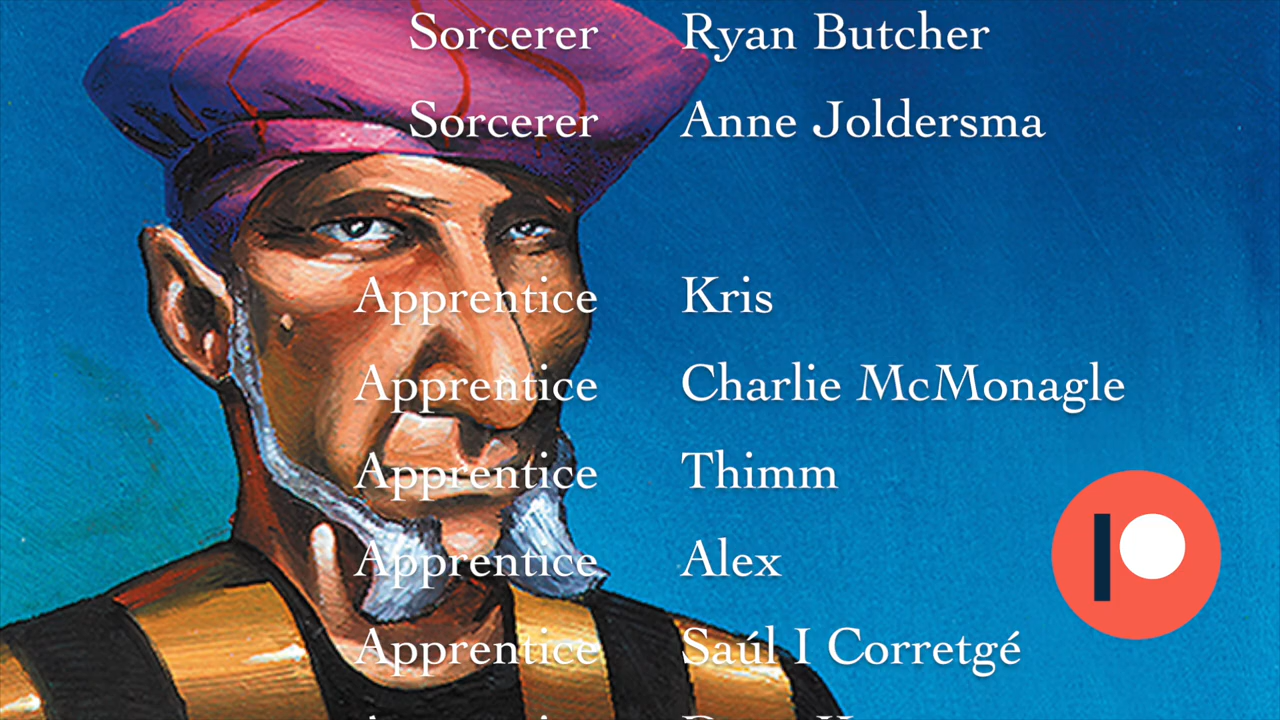 Sorcerer Ryan Butcher
Sorcerer Anne Joldersma
Apprentice Kris
Apprentice Charlie McMonagle
Apprentice Thimm
Apprentice Alex
Apprentice Saúl I Corretgé